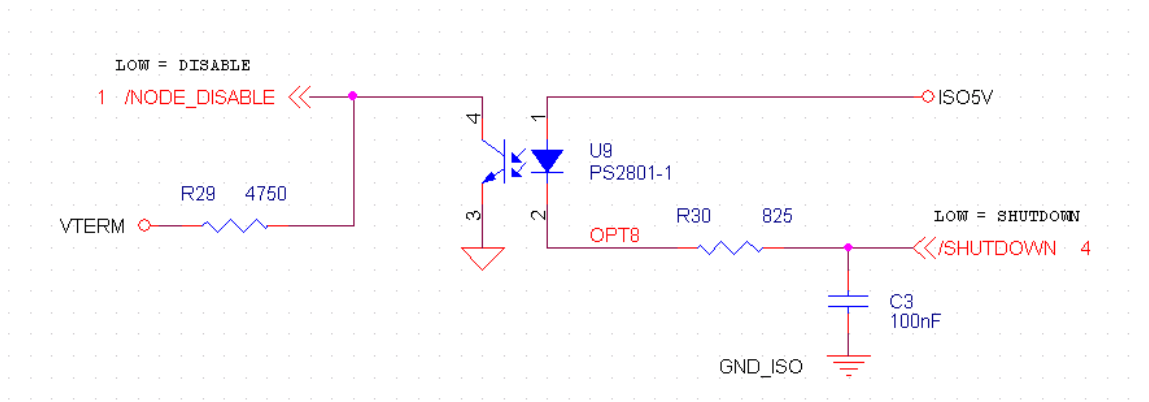 LOW = DISABLE
1 /NODE_DISABLE
ISO5V
4
1
U9
PS2801-1
R29 4750
VTERM
3
2
OPT8
R30 825
LOW = SHUTDOWN
/SHUTDOWN 4
C3
100nF
GND_ISO